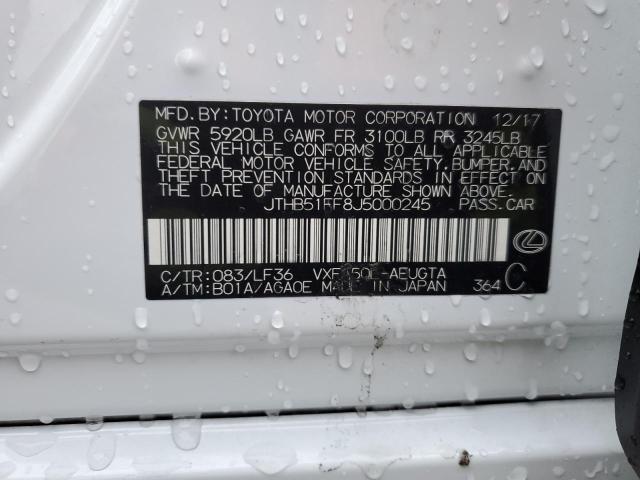 MFD.BY:TOYOTA MOTOR CORPORATION 12/17
GVWR 5920LB GAWR FR 3100LB RR 3245LB
THIS VEHICLE CONFORMS TO ALL APPLICABLE
FEDERAL MOTOR VEHICLE SAFETY,BUMPER,AND
THEFT PREVENTION STANDARDS IN EFFECT ON
THE DATE OF MANUFACTURE SHOWN ABOVE.
JTHB51FF8J5000245 PASS.CAR
C/TR:083/LF36
A/TM:B01A/AGA0E MADE IN JAPAN 364 C